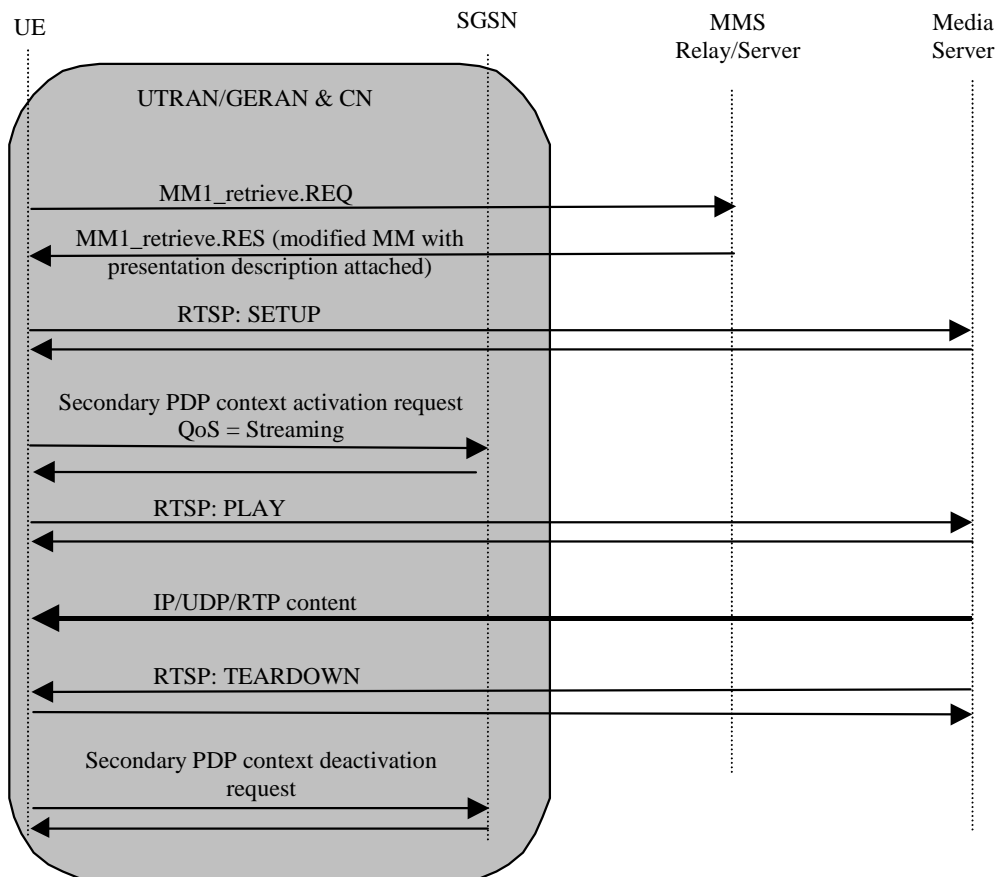 UE
SGSN
MMS
Relay/Server
Media
Server
UTRAN/GERAN & CN
MM1_retrieve.REQ
MM1_retrieve.RES (modified MM with
presentation description attached)
RTSP: SETUP
Secondary PDP context activation request
QoS = Streaming
RTSP: PLAY
IP/UDP/RTP content
RTSP: TEARDOWN
Secondary PDP context deactivation
request